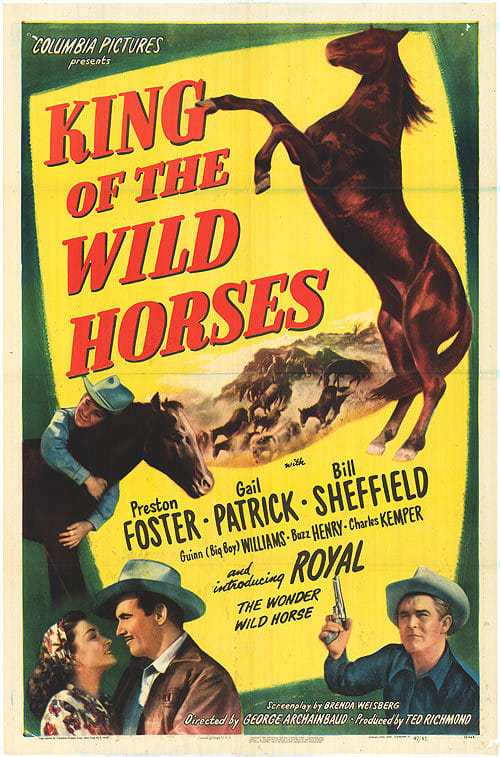 COLUMBIA PICTURES
presents
KING
OF THE
WILD
HORSES
with
Preston FOSTER · Gail PATRICK · Bill SHEFFIELD
Guinn (Big Boy) WILLIAMS · Buzz HENRY · Charles KEMPER
and introducing ROYAL
THE WONDER
WILD HORSE
Screenplay by BRENDA WEISBERG
Directed by GEORGE ARCHAINBAUD · Produced by TED RICHMOND